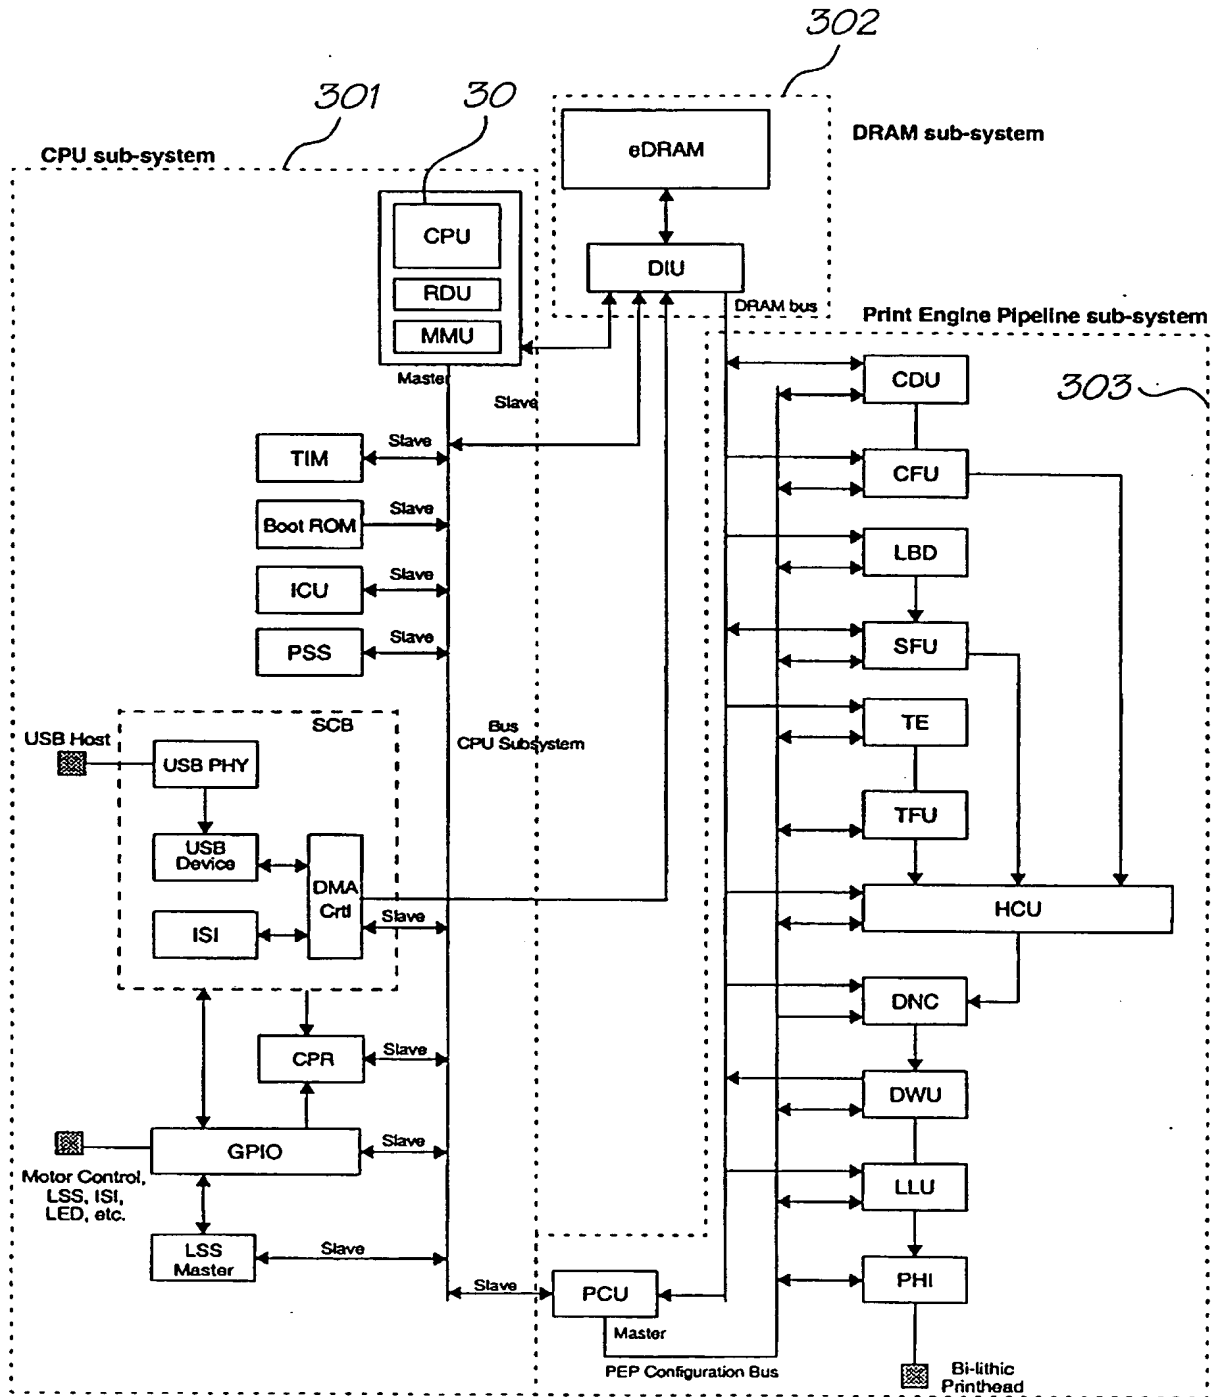 302
301
30
DRAM sub-system
CPU sub-system
eDRAM
CPU
DIU
RDU
DRAM bus
Print Engine Pipeline sub-system
MMU
Master
CDU
303
Slave
Slave
TIM
CFU
Slave
Boot ROM
LBD
Slave
ICU
Slave
PSS
SFU
SCB
Bus
CPU Subsystem
TE
USB Host
USB PHY
TFU
USB
Device
DMA
Crtl
HCU
Slave
ISI
DNC
Slave
CPR
DWU
Slave
GPIO
Motor Control,
LSS, ISI,
LED, etc.
LLU
Slave
LSS
Master
PHI
Slave
PCU
Master
PEP Configuration Bus
Bi-lithic
Printhead